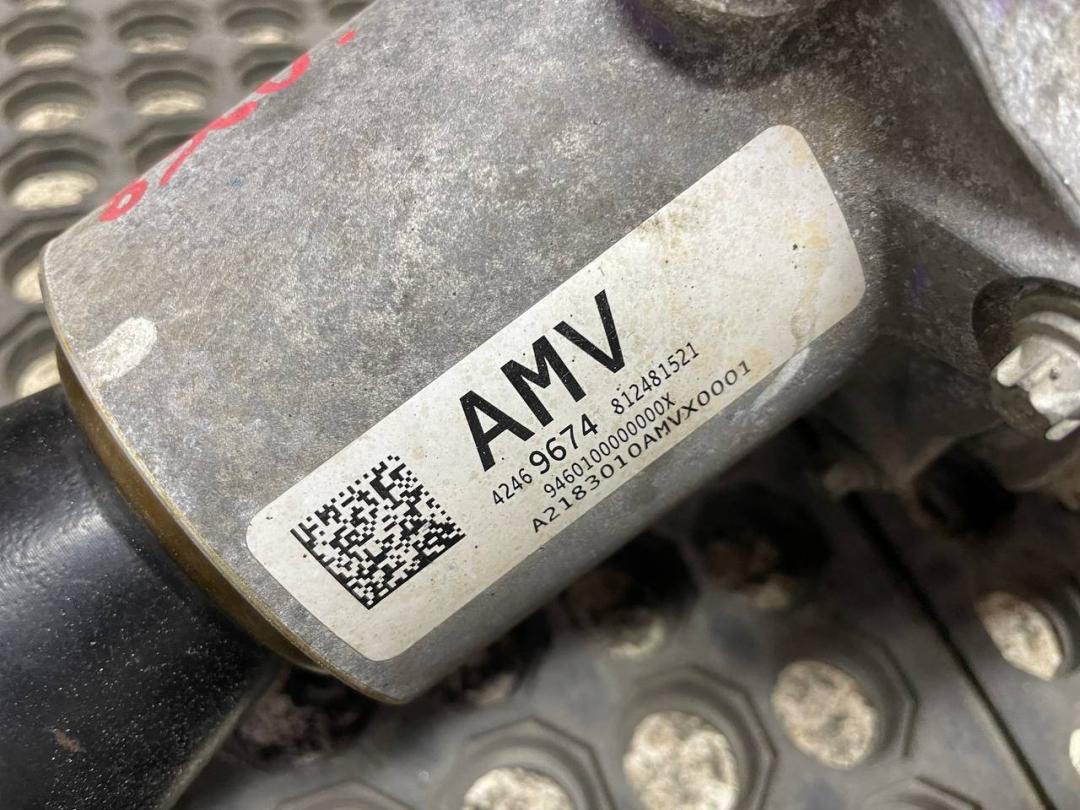 AMV
4246 9674 812481521
9460100000000X
A2183010AMVX0001